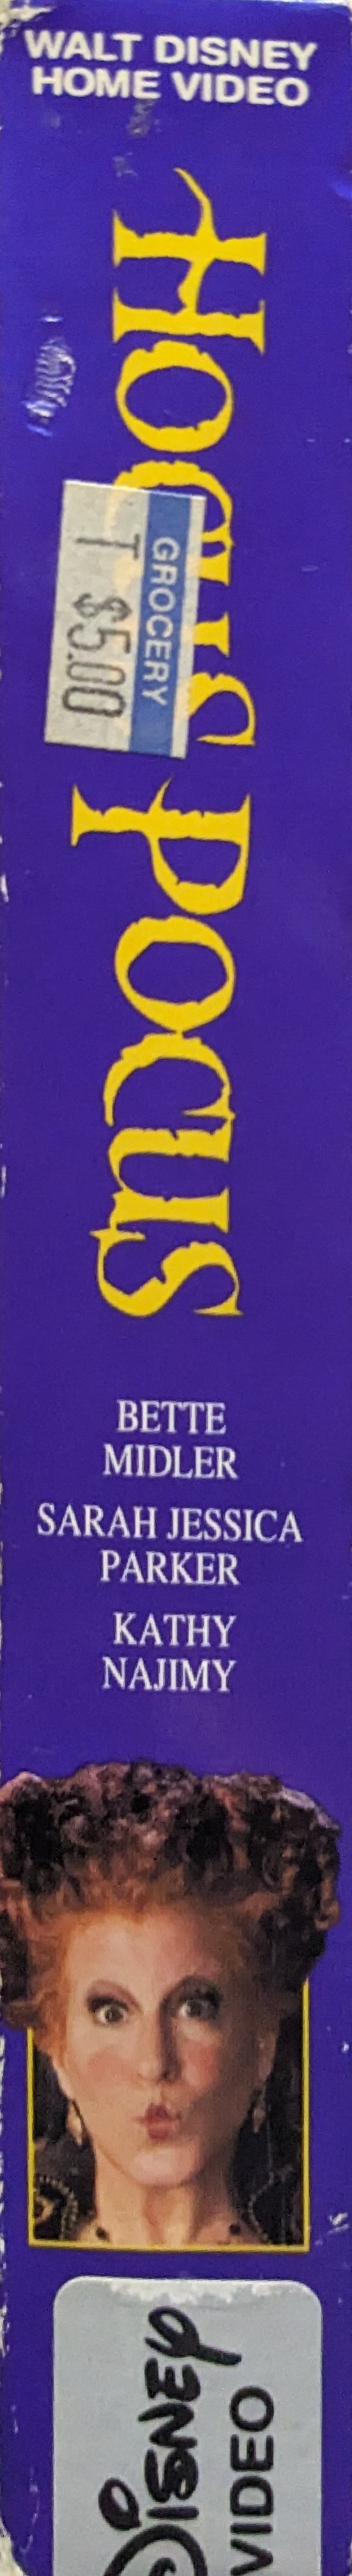 WALT DISNEY
HOME VIDEO
HOCUS POCUS
GROCERY
T $5.00
BETTE
MIDLER
SARAH JESSICA
PARKER
KATHY
NAJIMY
DISNEY
VIDEO